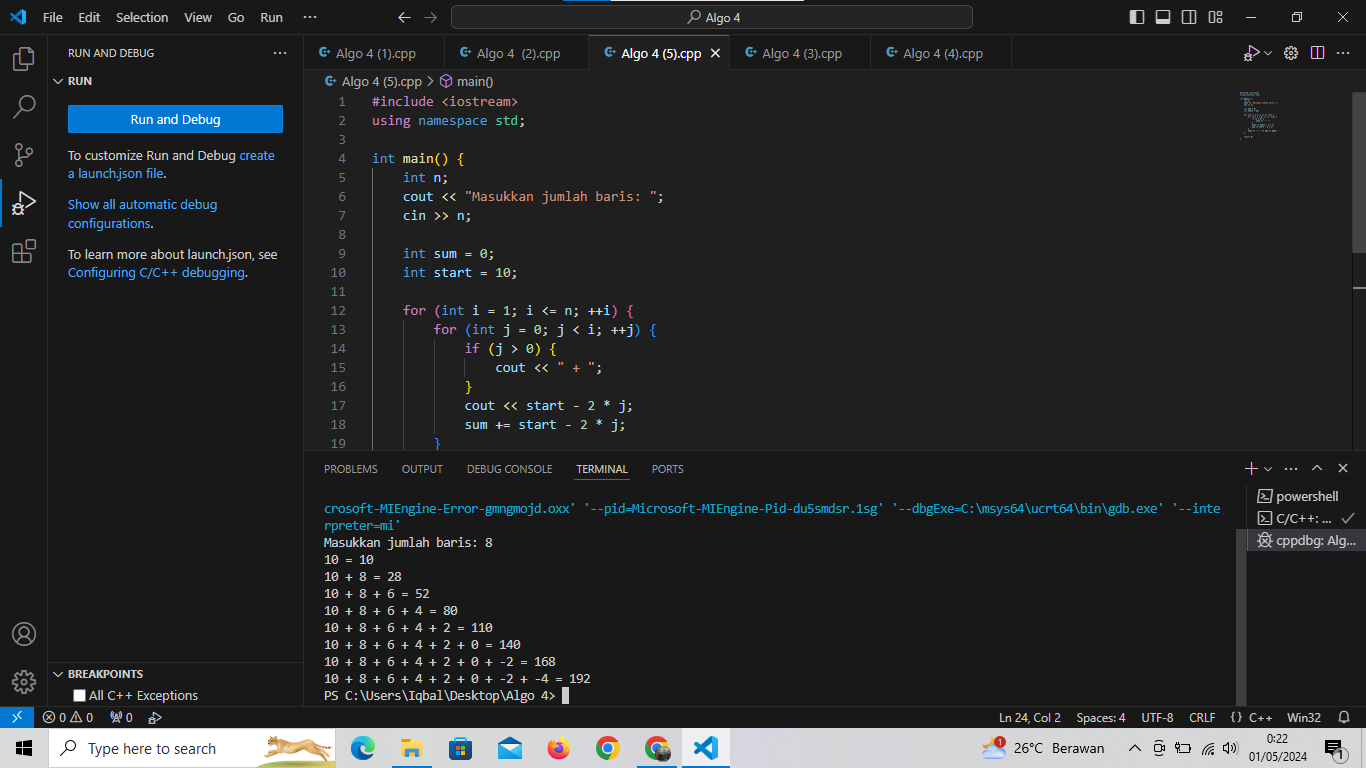 File Edit Selection View Go Run ··· Algo 4
RUN AND DEBUG ···
RUN
Run and Debug
To customize Run and Debug create
a launch.json file.
Show all automatic debug
configurations.
To learn more about launch.json, see
Configuring C/C++ debugging.
BREAKPOINTS
All C++ Exceptions
Algo 4 (1).cpp Algo 4 (2).cpp Algo 4 (5).cpp Algo 4 (3).cpp Algo 4 (4).cpp
Algo 4 (5).cpp > main()
1 #include <iostream>
2 using namespace std;
3
4 int main() {
5 int n;
6 cout << "Masukkan jumlah baris: ";
7 cin >> n;
8
9 int sum = 0;
10 int start = 10;
11
12 for (int i = 1; i <= n; ++i) {
13 for (int j = 0; j < i; ++j) {
14 if (j > 0) {
15 cout << " + ";
16 }
17 cout << start - 2 * j;
18 sum += start - 2 * j;
19 }
PROBLEMS OUTPUT DEBUG CONSOLE TERMINAL PORTS
crosoft-MIEngine-Error-gmngmojd.oxx' '--pid=Microsoft-MIEngine-Pid-du5smdsr.1sg' '--dbgExe=C:\msys64\ucrt64\bin\gdb.exe' '--inte
rpreter=mi'
Masukkan jumlah baris: 8
10 = 10
10 + 8 = 28
10 + 8 + 6 = 52
10 + 8 + 6 + 4 = 80
10 + 8 + 6 + 4 + 2 = 110
10 + 8 + 6 + 4 + 2 + 0 = 140
10 + 8 + 6 + 4 + 2 + 0 + -2 = 168
10 + 8 + 6 + 4 + 2 + 0 + -2 + -4 = 192
PS C:\Users\Iqbal\Desktop\Algo 4>
powershell
C/C++: ...
cppdbg: Alg...
0 0 0 Ln 24, Col 2 Spaces: 4 UTF-8 CRLF {} C++ Win32
Type here to search 1 26°C Berawan 0:22
01/05/2024 1